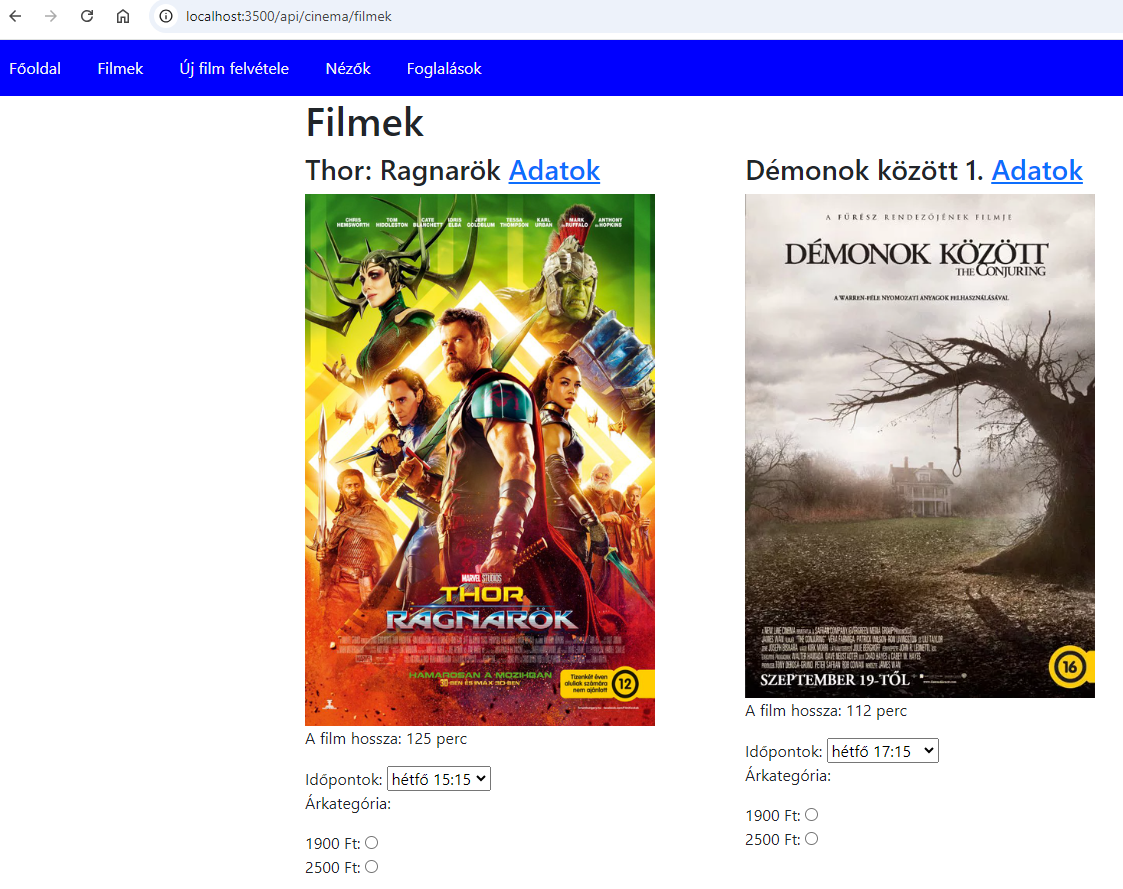 localhost:3500/api/cinema/filmek
Főoldal Filmek Új film felvétele Nézők Foglalások
Filmek
Thor: Ragnarök Adatok
CHRIS HEMSWORTH TOM HIDDLESTON CATE BLANCHETT IDRIS ELBA JEFF GOLDBLUM TESSA THOMPSON KARL URBAN MARK RUFFALO ANTHONY HOPKINS
MARVEL STUDIOS
THOR
RAGNARÖK
HAMAROSAN A MOZIKBAN
3D-BEN ÉS IMAX 3D-BEN
Tizenkét éven
aluliak számára
nem ajánlott
12
A film hossza: 125 perc
Időpontok: hétfő 15:15
Árkategória:
1900 Ft:
2500 Ft:
Démonok között 1. Adatok
A FŰRÉSZ RENDEZŐJÉNEK FILMJE
DÉMONOK KÖZÖTT
THE CONJURING
A WARREN-FÉLE NYOMOZATI ANYAGOK FELHASZNÁLÁSÁVAL
SZEPTEMBER 19-TŐL
16
A film hossza: 112 perc
Időpontok: hétfő 17:15
Árkategória:
1900 Ft:
2500 Ft: